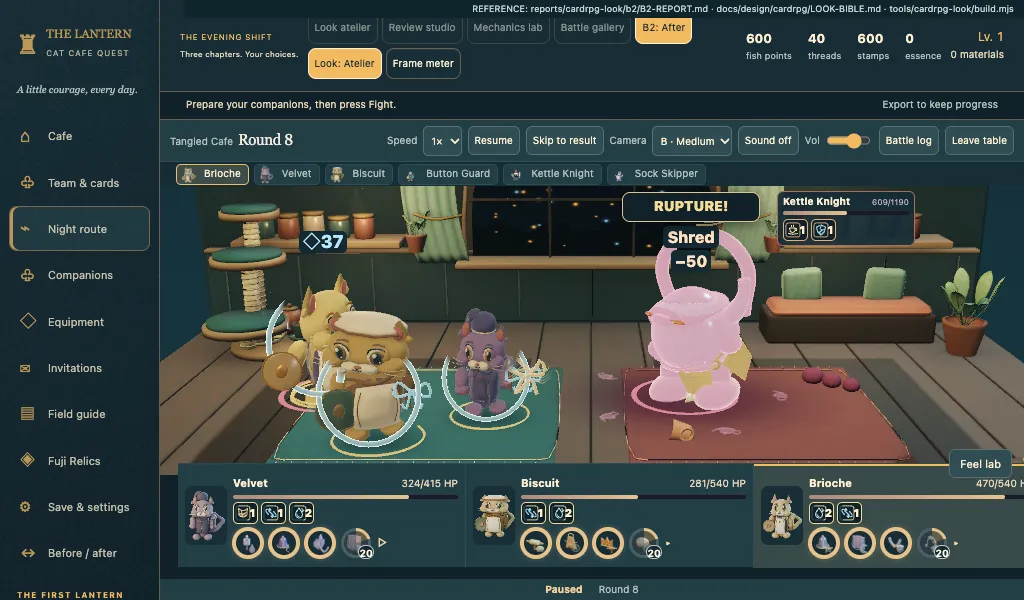 REFERENCE: reports/cardrpg-look/b2/B2-REPORT.md · docs/design/cardrpg/LOOK-BIBLE.md · tools/cardrpg-look/build.mjs
THE LANTERN
CAT CAFE QUEST
A little courage, every day.
Cafe
Team & cards
Night route
Companions
Equipment
Invitations
Field guide
Fuji Relics
Save & settings
Before / after
THE FIRST LANTERN
THE EVENING SHIFT
Three chapters. Your choices.
Look atelier
Review studio
Mechanics lab
Battle gallery
B2: After
Look: Atelier
Frame meter
600 fish points
40 threads
600 stamps
0 essence
Lv. 1
0 materials
Prepare your companions, then press Fight.
Export to keep progress
Tangled Cafe Round 8
Speed 1x Resume Skip to result Camera B · Medium Sound off Vol Battle log Leave table
Brioche Velvet Biscuit Button Guard Kettle Knight Sock Skipper
RUPTURE!
Kettle Knight 609/1190
1 1
37
Shred
−50
Feel lab
Velvet 324/415 HP
1 1 2
20
Biscuit 281/540 HP
1 2
20
Brioche 470/540 H
2 1
20
Paused Round 8